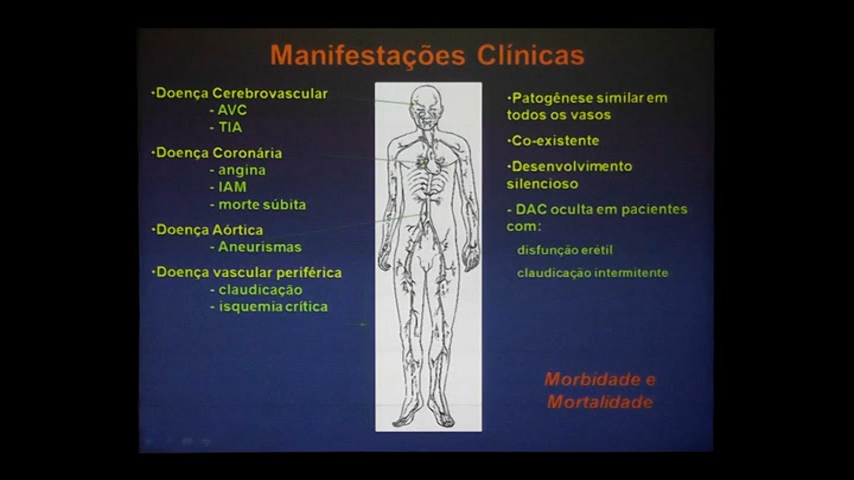 Manifestações Clínicas
•Doença Cerebrovascular
- AVC
- TIA
•Doença Coronária
- angina
- IAM
- morte súbita
•Doença Aórtica
- Aneurismas
•Doença vascular periférica
- claudicação
- isquemia crítica
•Patogênese similar em
todos os vasos
•Co-existente
•Desenvolvimento
silencioso
- DAC oculta em pacientes
com:
disfunção erétil
claudicação intermitente
Morbidade e
Mortalidade